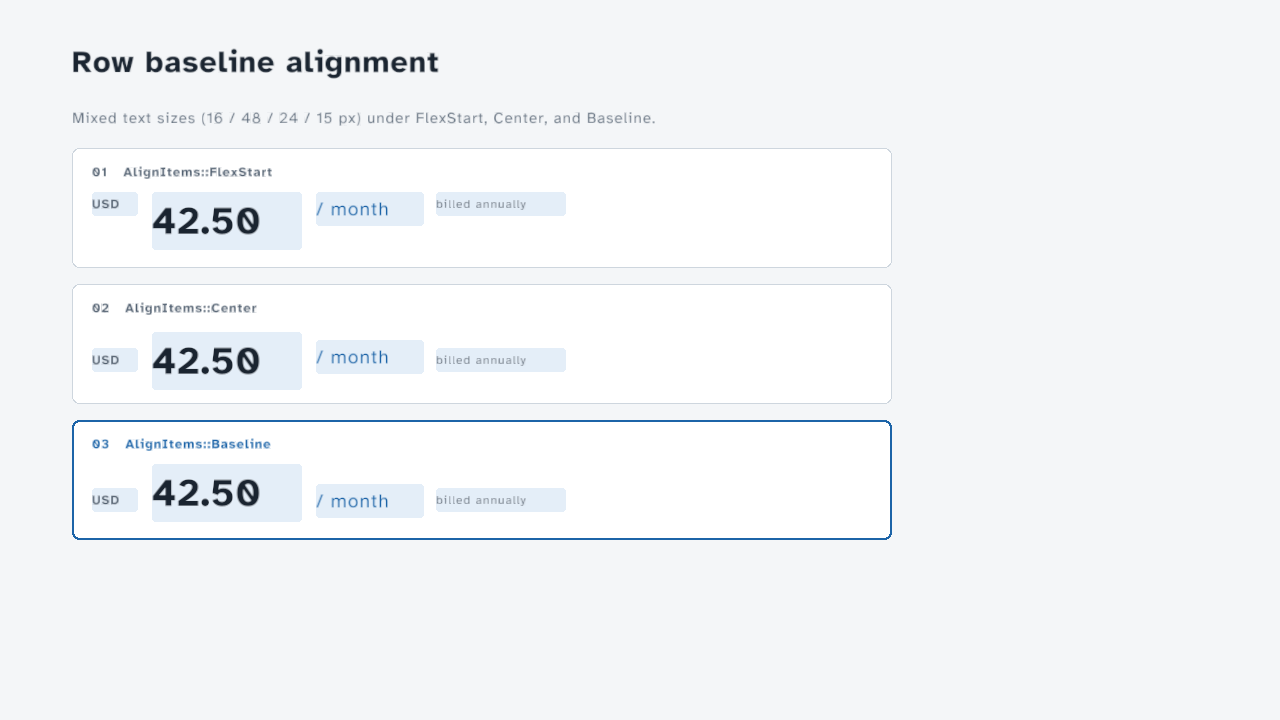 Row baseline alignment
Mixed text sizes (16 / 48 / 24 / 15 px) under FlexStart, Center, and Baseline.
01 AlignItems::FlexStart
USD 42.50 / month billed annually
02 AlignItems::Center
USD 42.50 / month billed annually
03 AlignItems::Baseline
USD 42.50 / month billed annually